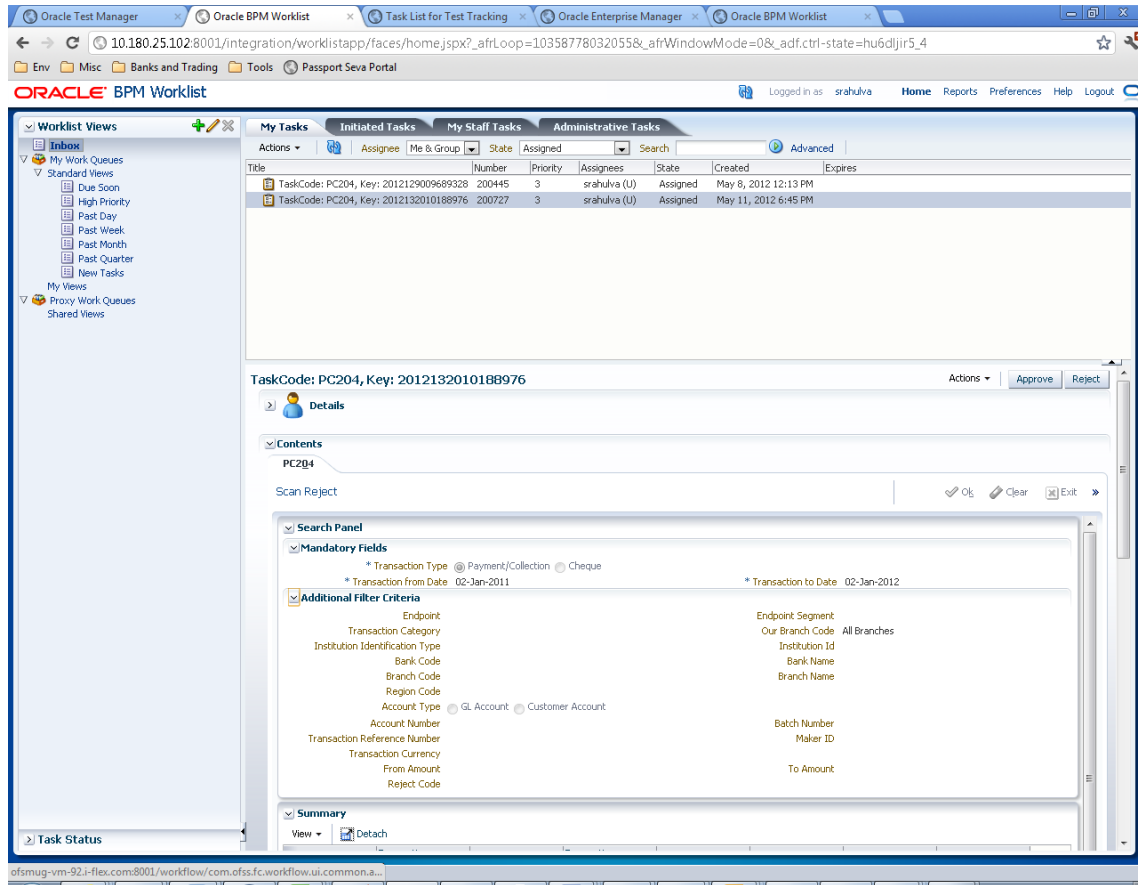 Oracle Test Manager
Oracle BPM Worklist
Task List for Test Tracking
Oracle Enterprise Manager
Oracle BPM Worklist
10.180.25.102:8001/integration/worklistapp/faces/home.jspx?_afrLoop=1035877803205​5&_afrWindowMode=0&_adf.ctrl-state=hu6dljir5_4
Env Misc Banks and Trading Tools Passport Seva Portal
ORACLE BPM Worklist
Logged in as srahulva Home Reports Preferences Help Logout
Worklist Views
Inbox
My Work Queues
Standard Views
Due Soon
High Priority
Past Day
Past Week
Past Month
Past Quarter
New Tasks
My Views
Proxy Work Queues
Shared Views
Task Status
My Tasks Initiated Tasks My Staff Tasks Administrative Tasks
Actions Assignee Me & Group State Assigned Search Advanced
Title Number Priority Assignees State Created Expires
TaskCode: PC204, Key: 2012129009689328 200445 3 srahulva (U) Assigned May 8, 2012 12:13 PM
TaskCode: PC204, Key: 2012132010188976 200727 3 srahulva (U) Assigned May 11, 2012 6:45 PM
TaskCode: PC204, Key: 2012132010188976
Actions Approve Reject
Details
Contents
PC204
Scan Reject
Ok Clear Exit »
Search Panel
Mandatory Fields
* Transaction Type Payment/Collection Cheque
* Transaction from Date 02-Jan-2011 * Transaction to Date 02-Jan-2012
Additional Filter Criteria
Endpoint Endpoint Segment
Transaction Category Our Branch Code All Branches
Institution Identification Type Institution Id
Bank Code Bank Name
Branch Code Branch Name
Region Code
Account Type GL Account Customer Account
Account Number Batch Number
Transaction Reference Number Maker ID
Transaction Currency
From Amount To Amount
Reject Code
Summary
View Detach
ofsmug-vm-92.i-flex.com:8001/workflow/com.ofss.fc.workflow.ui.common.a...